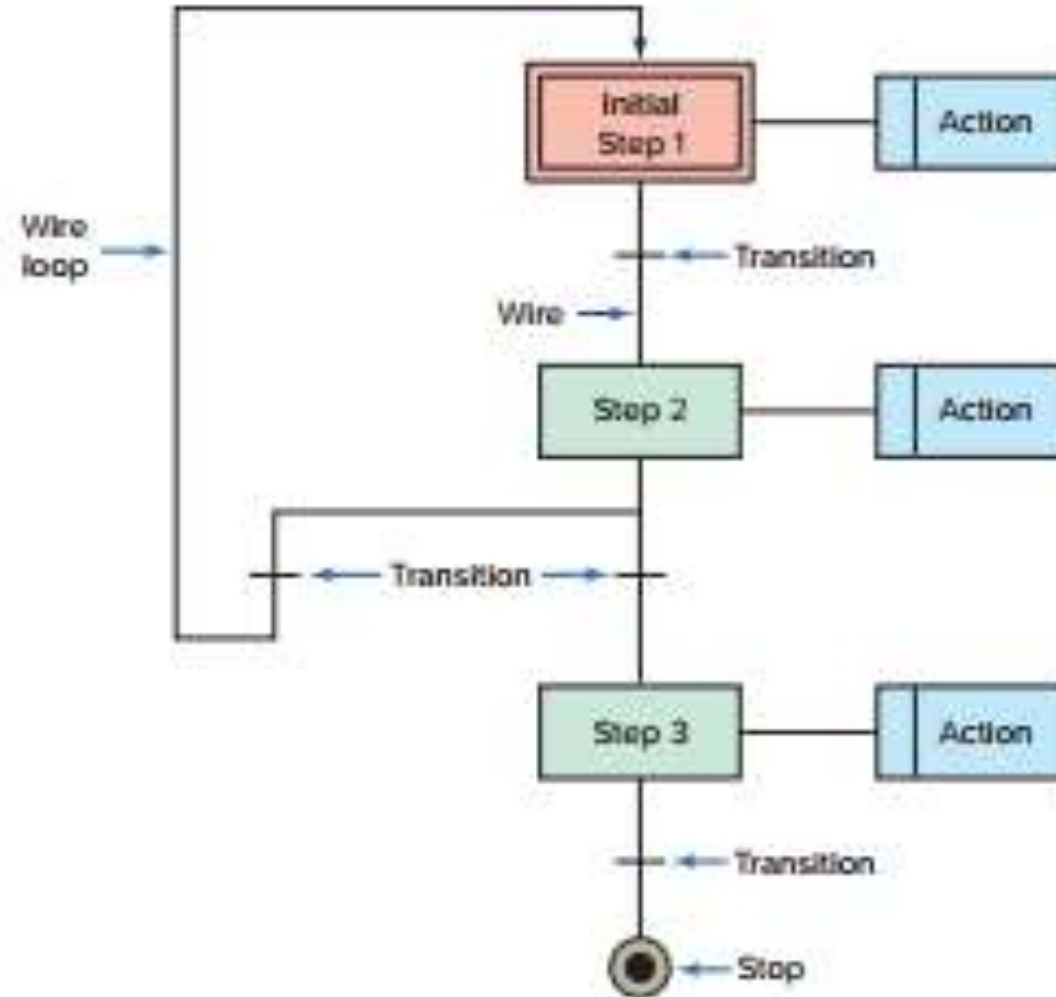 Initial
Step 1
Action
Wire
loop
Transition
Wire
Step 2
Action
Transition
Step 3
Action
Transition
Stop